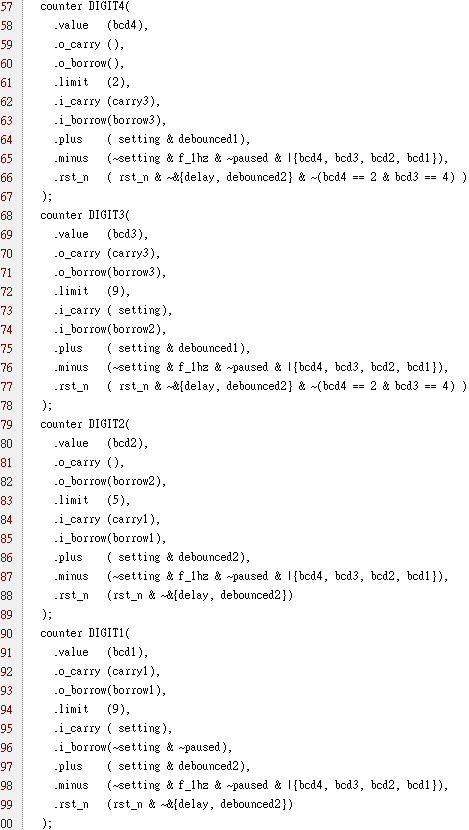 57 counter DIGIT4(
58 .value (bcd4),
59 .o_carry (),
60 .o_borrow(),
61 .limit (2),
62 .i_carry (carry3),
63 .i_borrow(borrow3),
64 .plus ( setting & debounced1),
65 .minus (~setting & f_1hz & ~paused & |{bcd4, bcd3, bcd2, bcd1}),
66 .rst_n ( rst_n & ~&{delay, debounced2} & ~(bcd4 == 2 & bcd3 == 4) )
67 );
68 counter DIGIT3(
69 .value (bcd3),
70 .o_carry (carry3),
71 .o_borrow(borrow3),
72 .limit (9),
73 .i_carry ( setting),
74 .i_borrow(borrow2),
75 .plus ( setting & debounced1),
76 .minus (~setting & f_1hz & ~paused & |{bcd4, bcd3, bcd2, bcd1}),
77 .rst_n ( rst_n & ~&{delay, debounced2} & ~(bcd4 == 2 & bcd3 == 4) )
78 );
79 counter DIGIT2(
80 .value (bcd2),
81 .o_carry (),
82 .o_borrow(borrow2),
83 .limit (5),
84 .i_carry (carry1),
85 .i_borrow(borrow1),
86 .plus ( setting & debounced2),
87 .minus (~setting & f_1hz & ~paused & |{bcd4, bcd3, bcd2, bcd1}),
88 .rst_n (rst_n & ~&{delay, debounced2})
89 );
90 counter DIGIT1(
91 .value (bcd1),
92 .o_carry (carry1),
93 .o_borrow(borrow1),
94 .limit (9),
95 .i_carry ( setting),
96 .i_borrow(~setting & ~paused),
97 .plus ( setting & debounced2),
98 .minus (~setting & f_1hz & ~paused & |{bcd4, bcd3, bcd2, bcd1}),
99 .rst_n (rst_n & ~&{delay, debounced2})
00 );